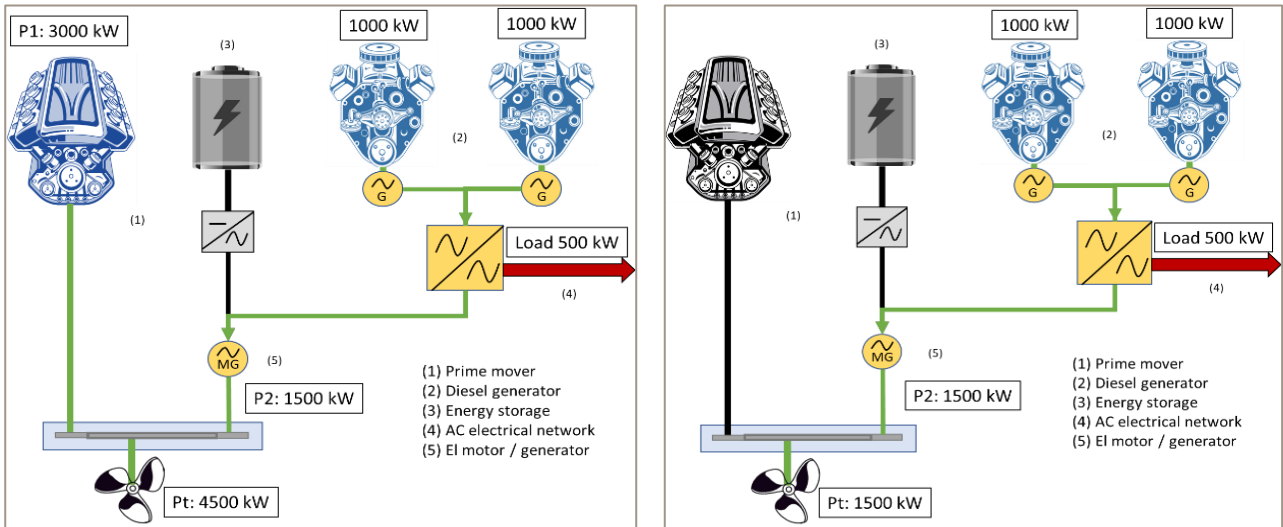 P1: 3000 kW
(3)
1000 kW
1000 kW
(2)
G
G
(1)
Load 500 kW
(4)
MG
(5)
P2: 1500 kW
(1) Prime mover
(2) Diesel generator
(3) Energy storage
(4) AC electrical network
(5) El motor / generator
Pt: 4500 kW
(3)
1000 kW
1000 kW
(2)
G
G
(1)
Load 500 kW
(4)
MG
(5)
P2: 1500 kW
(1) Prime mover
(2) Diesel generator
(3) Energy storage
(4) AC electrical network
(5) El motor / generator
Pt: 1500 kW